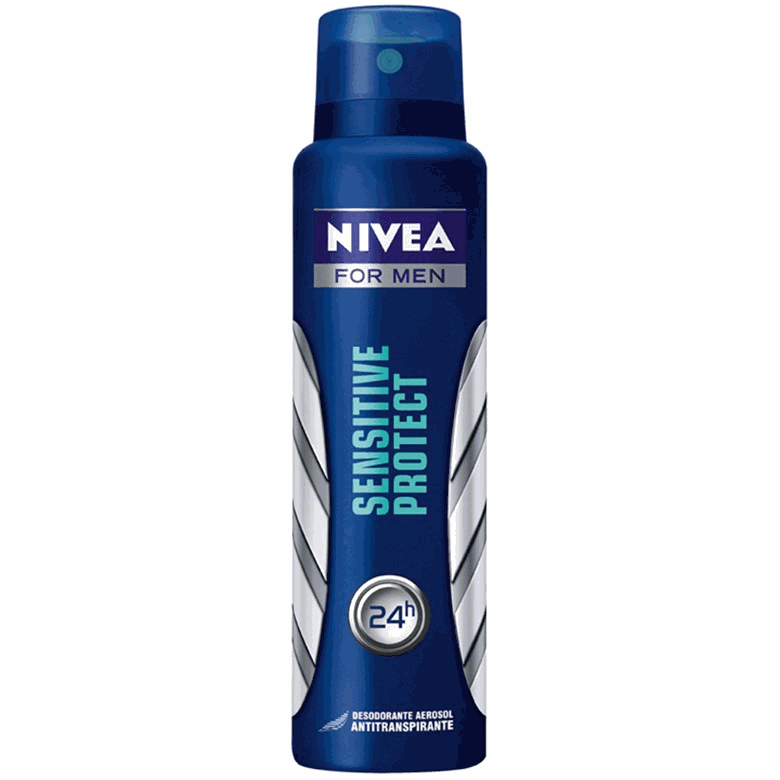 NIVEA
FOR MEN
SENSITIVE
PROTECT
24h
DESODORANTE AEROSOL
ANTITRANSPIRANTE